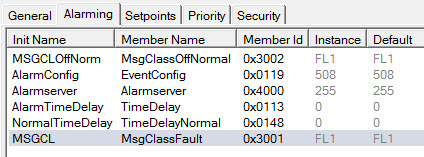 General Alarming Setpoints Priority Security
Init Name Member Name Member Id Instance Default
MSGCLOffNorm MsgClassOffNormal 0x3002 FL1 FL1
AlarmConfig EventConfig 0x0119 508 508
Alarmserver Alarmserver 0x4000 255 255
AlarmTimeDelay TimeDelay 0x0113 0 0
NormalTimeDelay TimeDelayNormal 0x0148 0 0
MSGCL MsgClassFault 0x3001 FL1 FL1